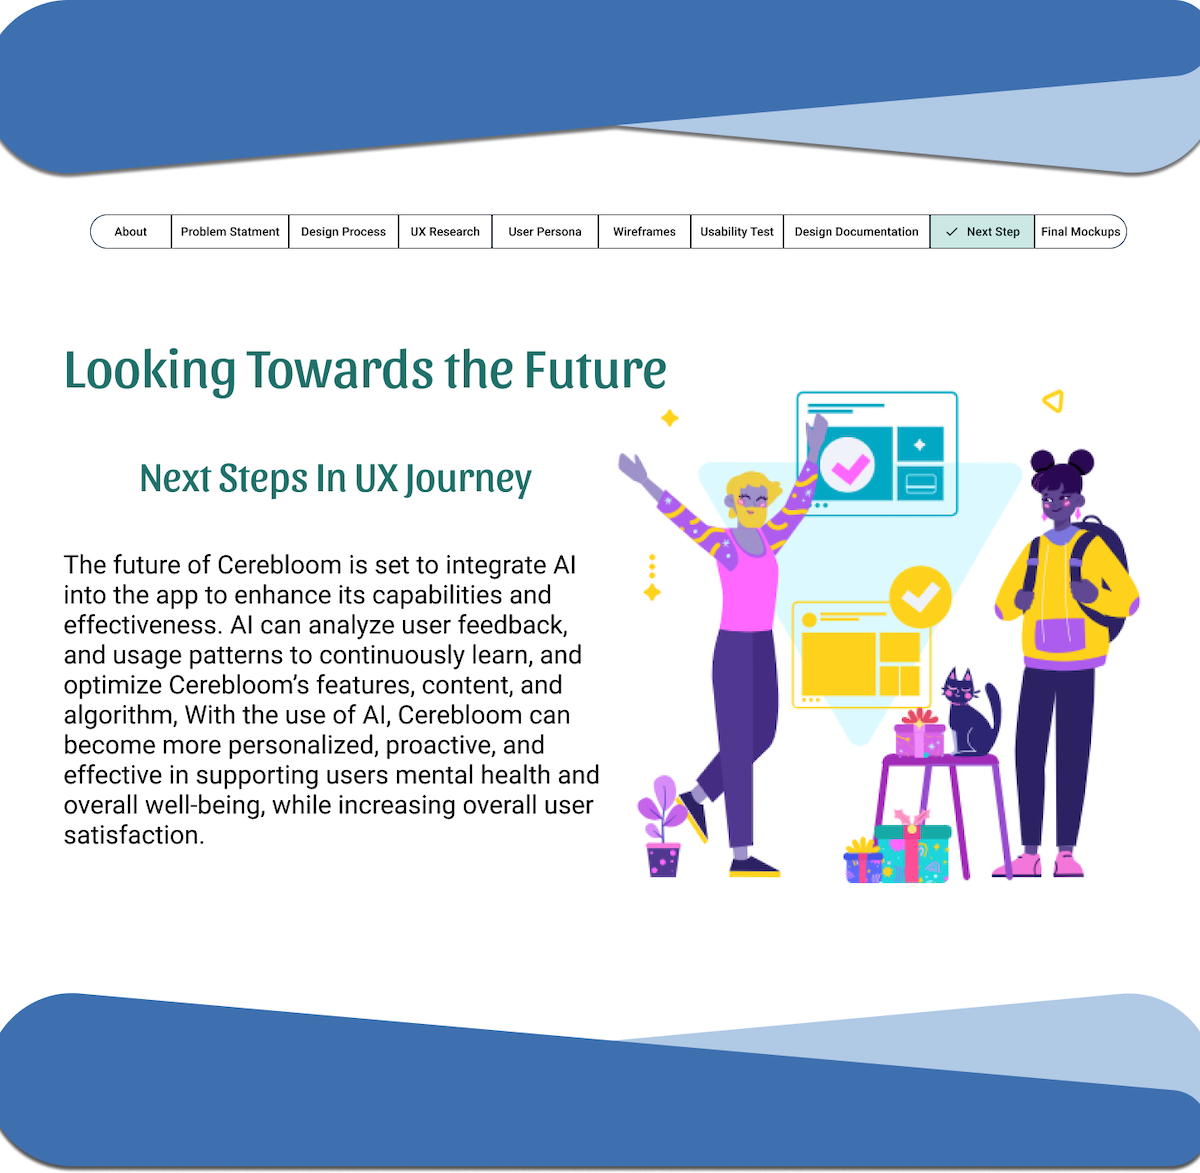 About
Problem Statment
Design Process
UX Research
User Persona
Wireframes
Usability Test
Design Documentation
Next Step
Final Mockups
Looking Towards the Future
Next Steps In UX Journey
The future of Cerebloom is set to integrate AI
into the app to enhance its capabilities and
effectiveness. AI can analyze user feedback,
and usage patterns to continuously learn, and
optimize Cerebloom’s features, content, and
algorithm, With the use of AI, Cerebloom can
become more personalized, proactive, and
effective in supporting users mental health and
overall well-being, while increasing overall user
satisfaction.